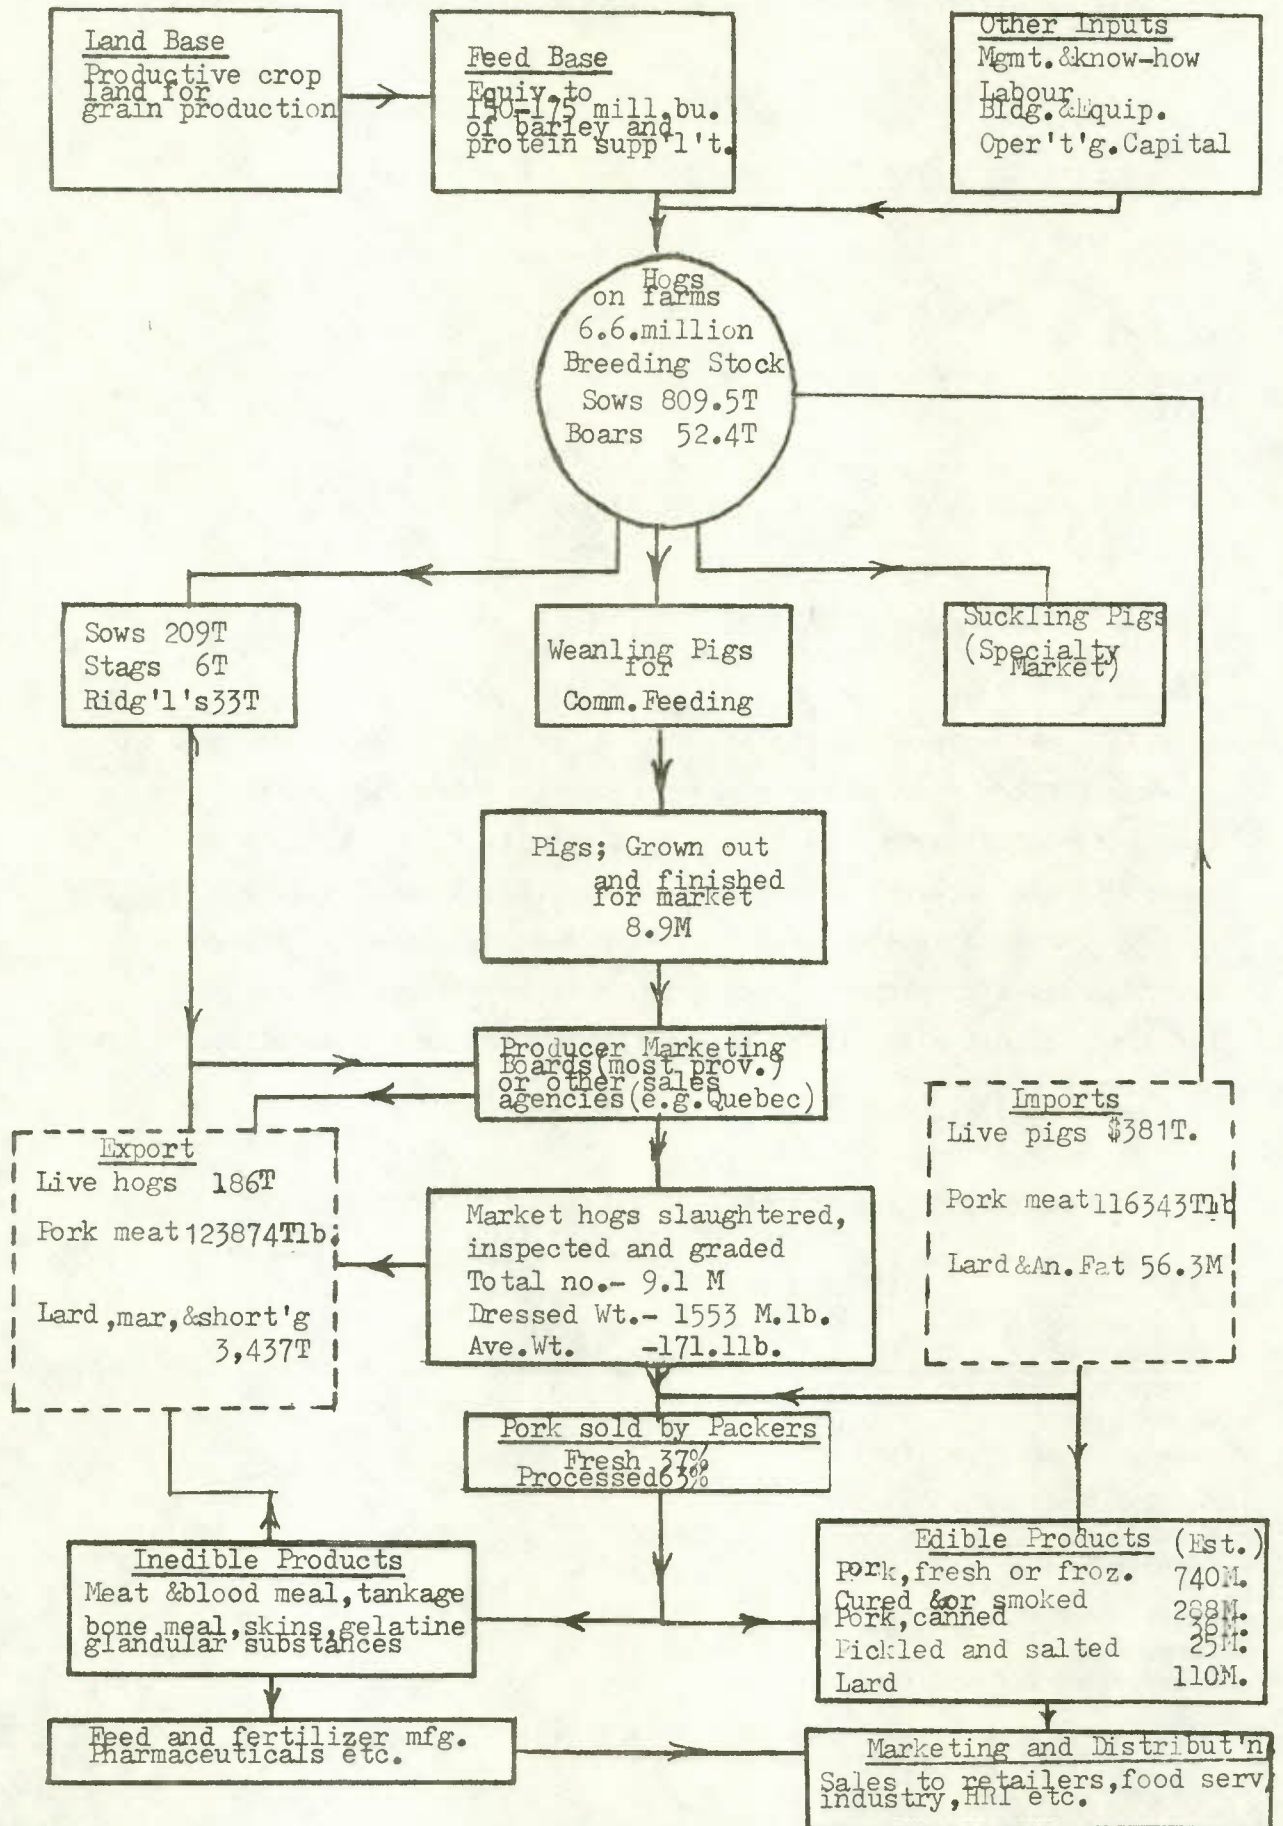 Land Base
Productive crop
land for
grain production
Feed Base
Equiv.to
150-175 mill.bu.
of barley and
protein supp'l't.
Other Inputs
Mgmt.&know-how
Labour
Bldg.&Equip.
Oper't'g.Capital
Hogs
on farms
6.6.million
Breeding Stock
Sows 809.5T
Boars 52.4T
Sows 209T
Stags 6T
Ridg'l's33T
Weanling Pigs
for
Comm.Feeding
Suckling Pigs
(Specialty
Market)
Pigs; Grown out
and finished
for market
8.9M
Producer Marketing
Boards(most prov.)
or other sales
agencies(e.g.Quebec)
Export
Live hogs 186T
Pork meat 123874Tlb.
Lard,mar,&short'g
3,437T
Market hogs slaughtered,
inspected and graded
Total no.- 9.1 M
Dressed Wt.- 1553 M.lb.
Ave.Wt. -171.1lb.
Imports
Live pigs $381T.
Pork meat 116343Tlb
Lard&An.Fat 56.3M
Pork sold by Packers
Fresh 37%
Processed63%
Inedible Products
Meat &blood meal,tankage
bone meal,skins,gelatine
glandular substances
Edible Products (Est.)
Pork,fresh or froz. 740M.
Cured &or smoked 288M.
Pork,canned 36M.
Pickled and salted 25M.
Lard 110M.
Feed and fertilizer mfg.
Pharmaceuticals etc.
Marketing and Distribut'n
Sales to retailers,food serv
industry,HRI etc.